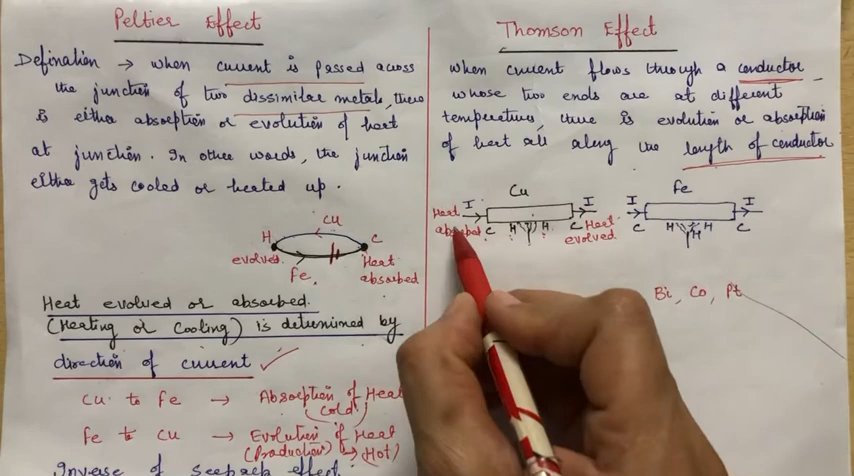 Peltier Effect
Defination → when current is passed across
the junction of two dissimilar metals, there
is either absorption or evolution of heat
at junction. In other words, the junction
either gets cooled or heated up.
Cu
H C
evolved Heat
Fe absorbed
Heat evolved or absorbed.
(Heating or Cooling) is determined by
direction of current ✓
Cu to Fe → Absorption of Heat
(cold)
Fe to Cu → Evolution of Heat
(Production) → (Hot)
Inverse of seeback effect.
Thomson Effect
When current flows through a conductor
whose two ends are at different
temperatures, there is evolution or absorption
of heat all along the length of conductor
Cu Fe
I I I I
Heat absorbed C H H C Heat evolved
C H H H C
Bi, Co, Pt